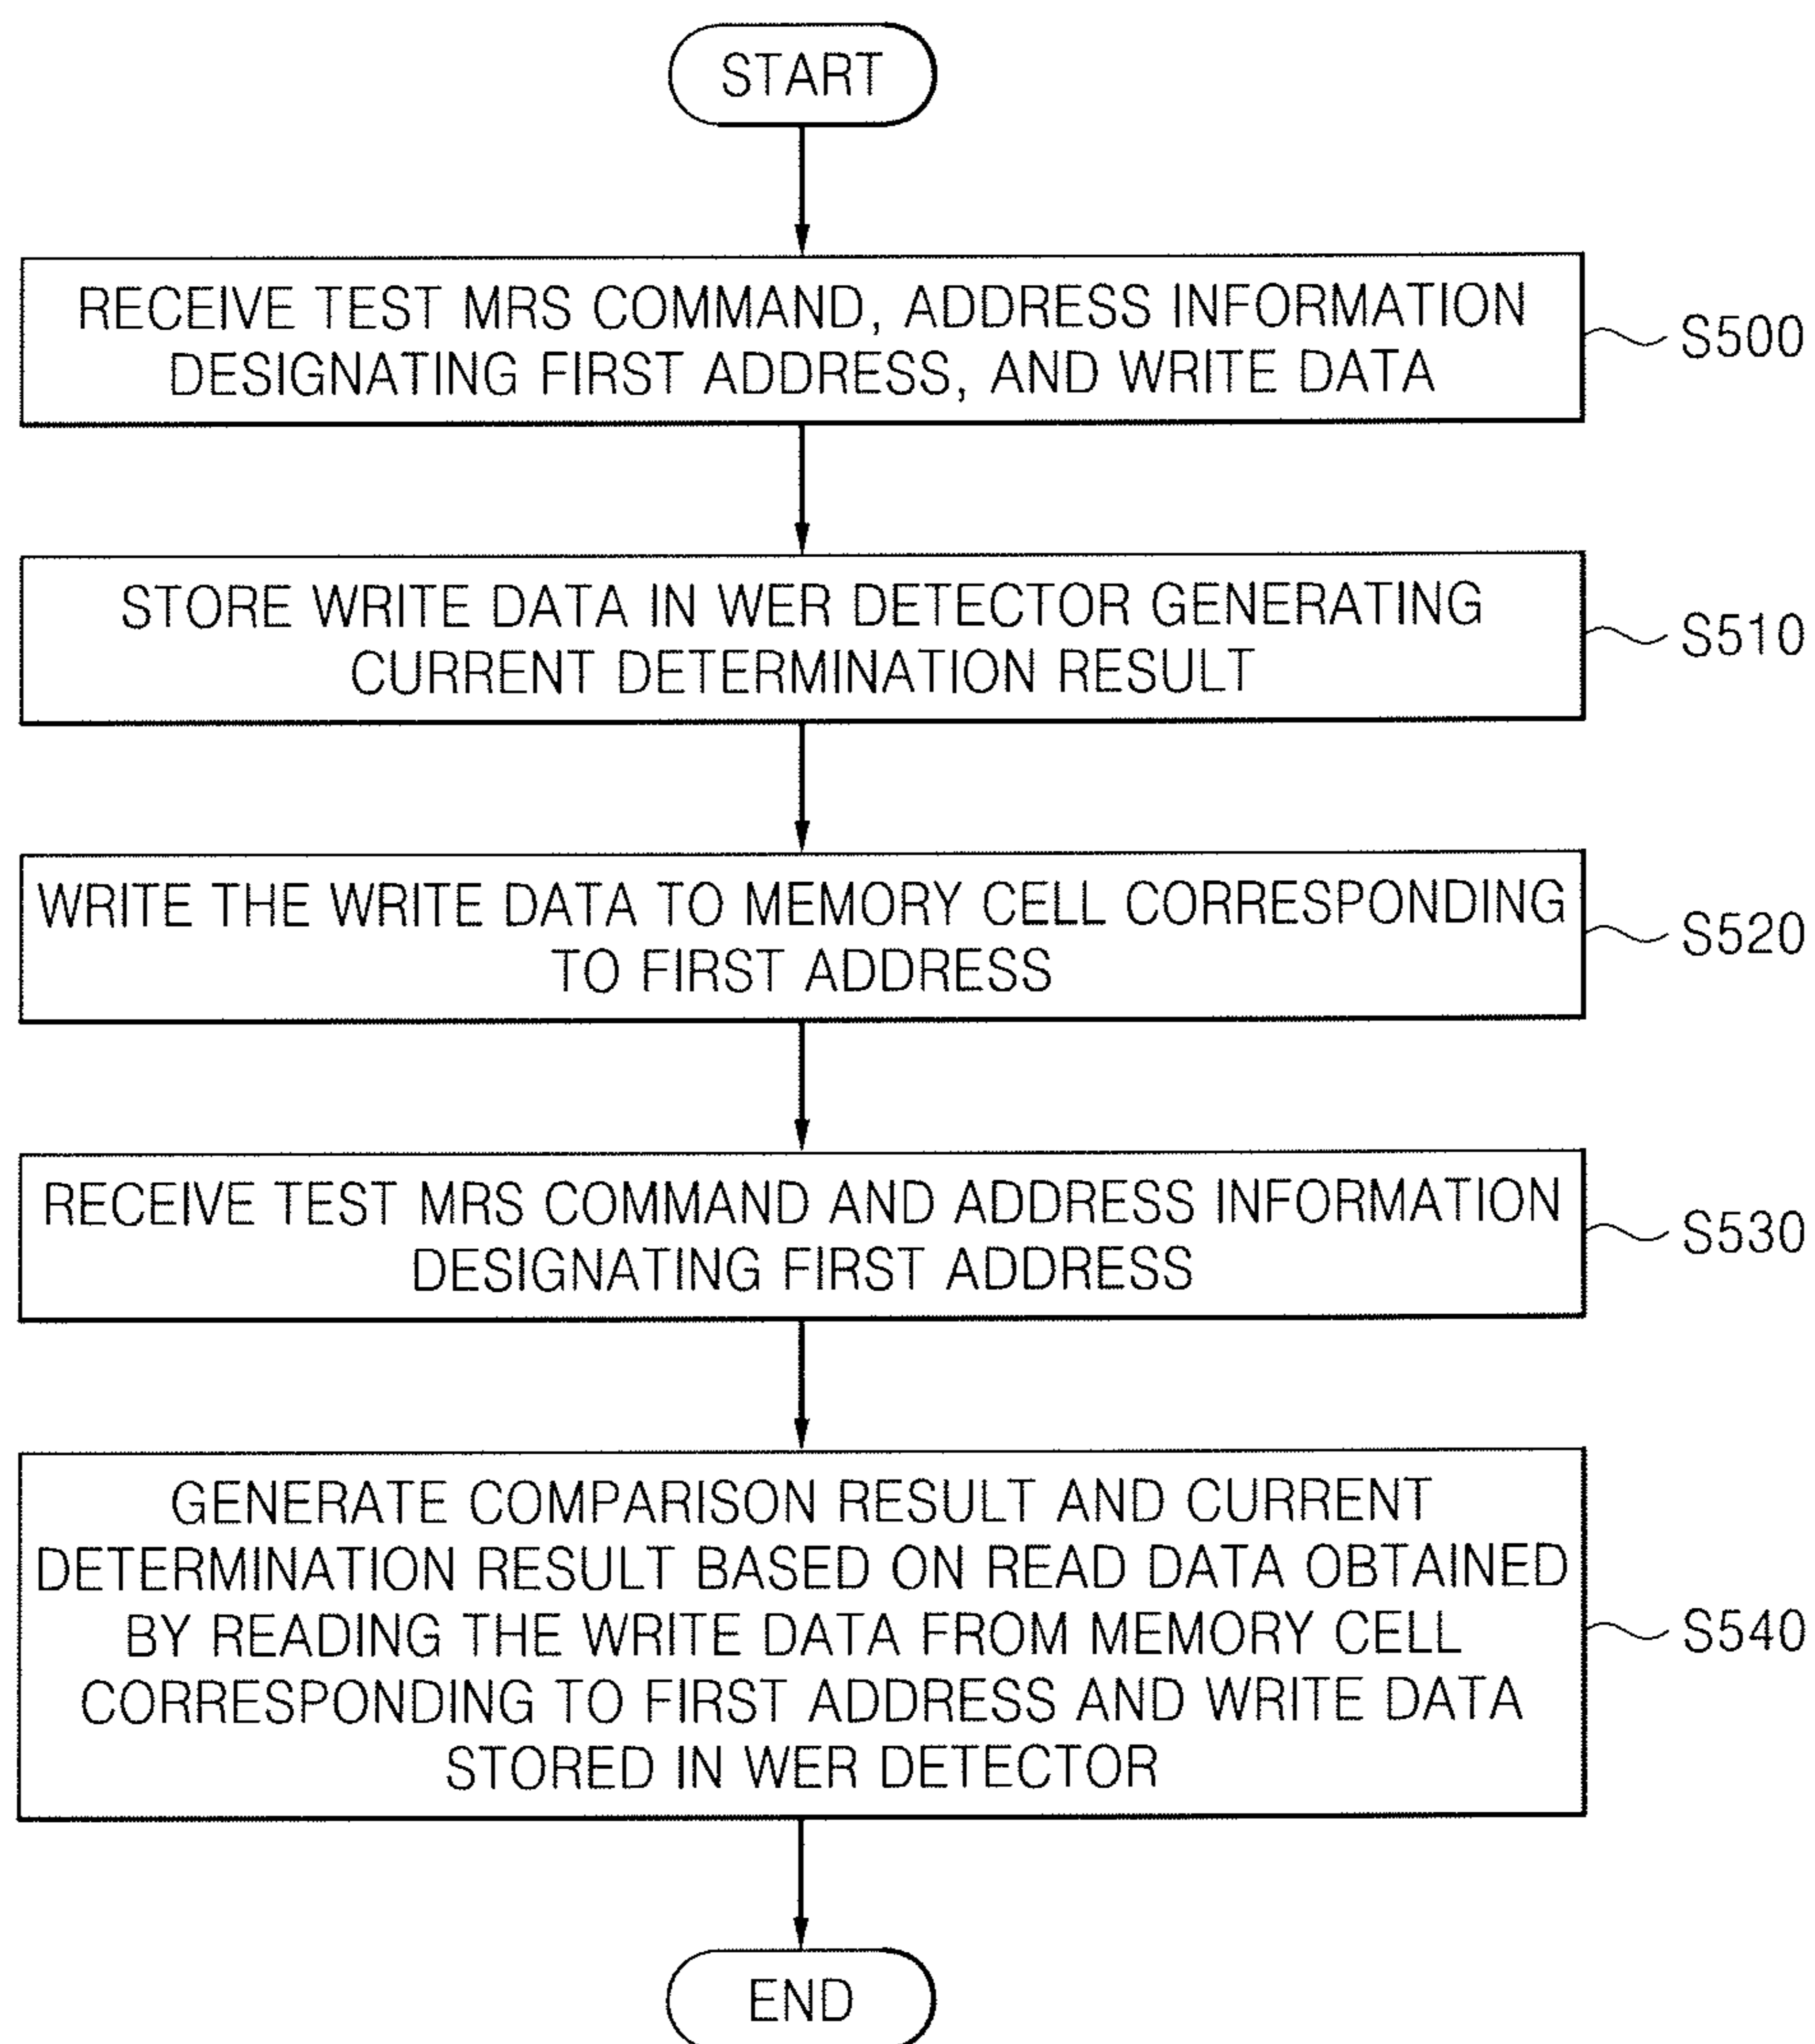 START
RECEIVE TEST MRS COMMAND, ADDRESS INFORMATION
DESIGNATING FIRST ADDRESS, AND WRITE DATA
S500
STORE WRITE DATA IN WER DETECTOR GENERATING
CURRENT DETERMINATION RESULT
S510
WRITE THE WRITE DATA TO MEMORY CELL CORRESPONDING
TO FIRST ADDRESS
S520
RECEIVE TEST MRS COMMAND AND ADDRESS INFORMATION
DESIGNATING FIRST ADDRESS
S530
GENERATE COMPARISON RESULT AND CURRENT
DETERMINATION RESULT BASED ON READ DATA OBTAINED
BY READING THE WRITE DATA FROM MEMORY CELL
CORRESPONDING TO FIRST ADDRESS AND WRITE DATA
STORED IN WER DETECTOR
S540
END